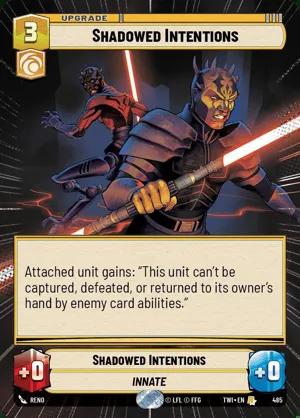 UPGRADE
3
SHADOWED INTENTIONS
Attached unit gains: “This unit can’t be
captured, defeated, or returned to its owner’s
hand by enemy card abilities.”
+0
SHADOWED INTENTIONS
+0
INNATE
RENO
© LFL © FFG
TWI • EN
485